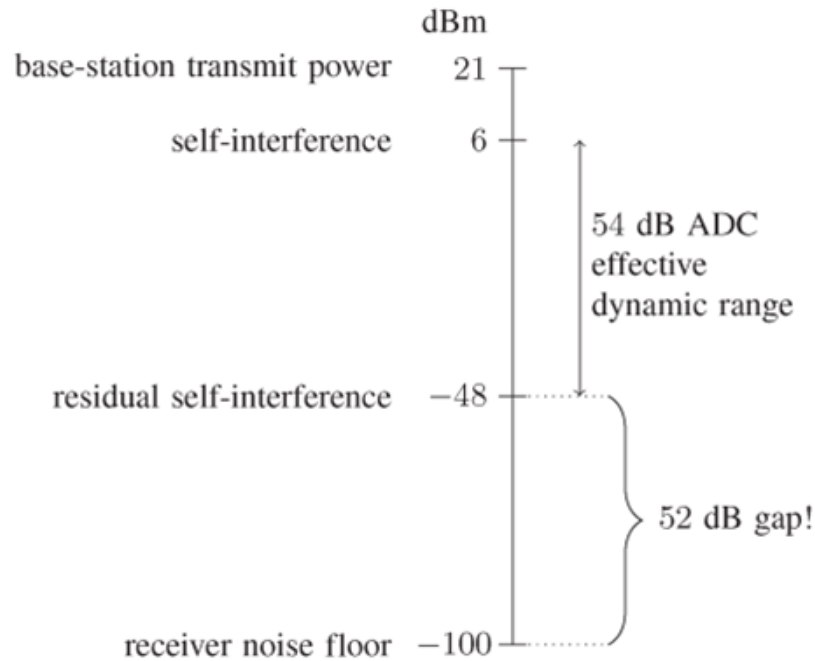 dBm
base-station transmit power 21
self-interference 6
54 dB ADC
effective
dynamic range
residual self-interference −48
52 dB gap!
receiver noise floor −100